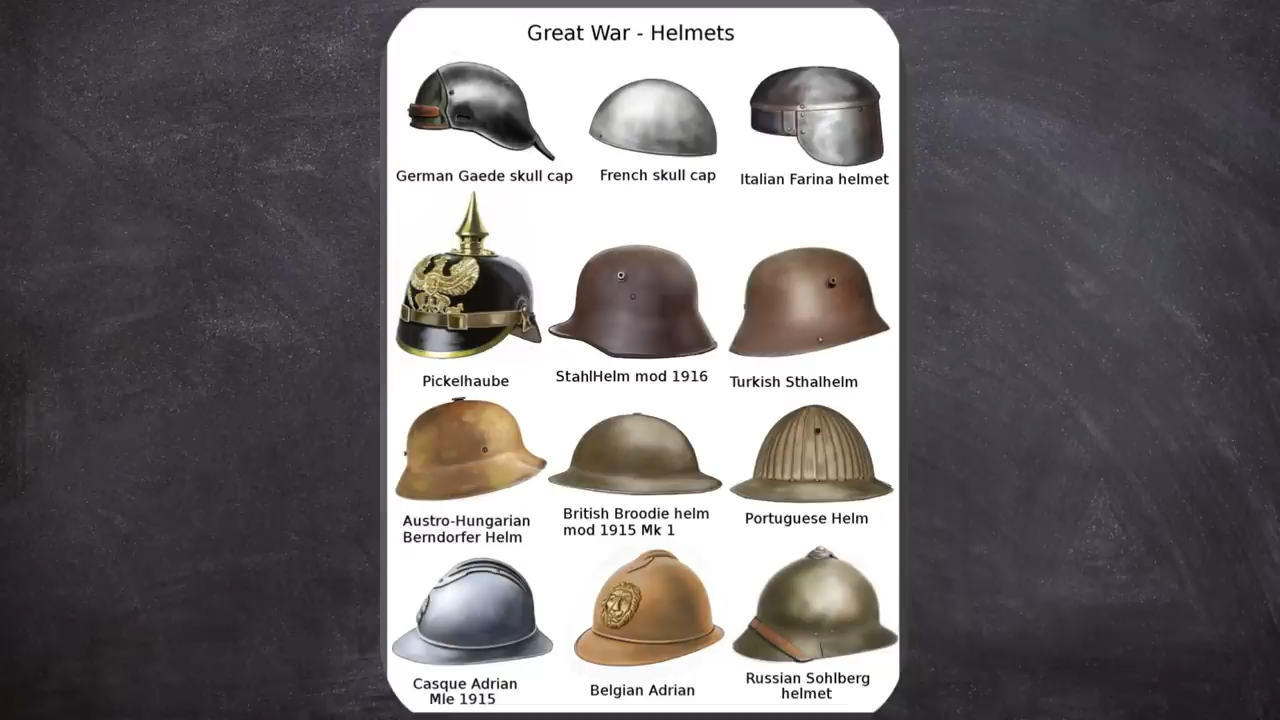 Great War - Helmets
German Gaede skull cap
French skull cap
Italian Farina helmet
Pickelhaube
StahlHelm mod 1916
Turkish Sthalhelm
Austro-Hungarian
Berndorfer Helm
British Broodie helm
mod 1915 Mk 1
Portuguese Helm
Casque Adrian
Mle 1915
Belgian Adrian
Russian Sohlberg
helmet